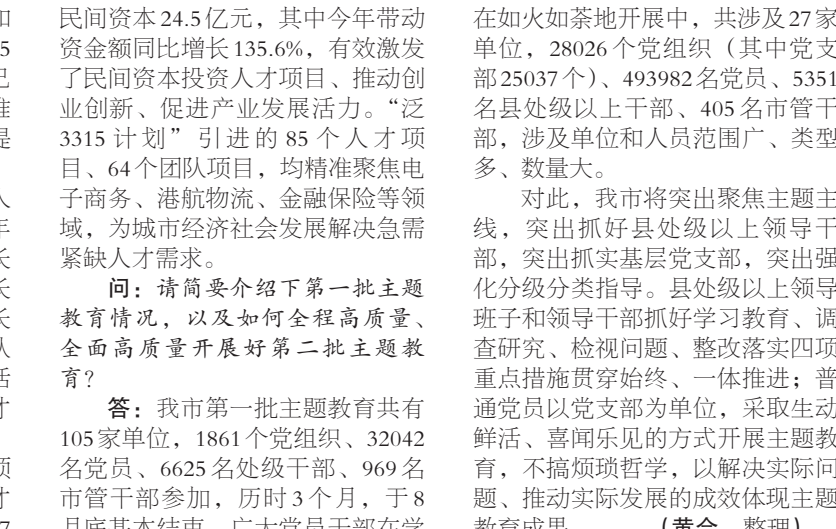 民间资本24.5亿元，其中今年带动
资金额同比增长135.6%，有效激发
了民间资本投资人才项目、推动创
业创新、促进产业发展活力。“泛
3315计划”引进的85个人才项
目、64个团队项目，均精准聚焦电
子商务、港航物流、金融保险等领
域，为城市经济社会发展解决急需
紧缺人才需求。
问：请简要介绍下第一批主题
教育情况，以及如何全程高质量、
全面高质量开展好第二批主题教
育？
答：我市第一批主题教育共有
105家单位，1861个党组织、32042
名党员、6625名处级干部、969名
市管干部参加，历时3个月，于8
月底基本结束。广大党员干部在学
在如火如荼地开展中，共涉及27家
单位，28026个党组织（其中党支
部25037个）、493982名党员、5351
名县处级以上干部、405名市管干
部，涉及单位和人员范围广、类型
多、数量大。
对此，我市将突出聚焦主题主
线，突出抓好县处级以上领导干
部，突出抓实基层党支部，突出强
化分级分类指导。县处级以上领导
班子和领导干部抓好学习教育、调
查研究、检视问题、整改落实四项
重点措施贯穿始终、一体推进；普
通党员以党支部为单位，采取生动
鲜活、喜闻乐见的方式开展主题教
育，不搞烦琐哲学，以解决实际问
题、推动实际发展的成效体现主题
教育成果。（黄合 整理）